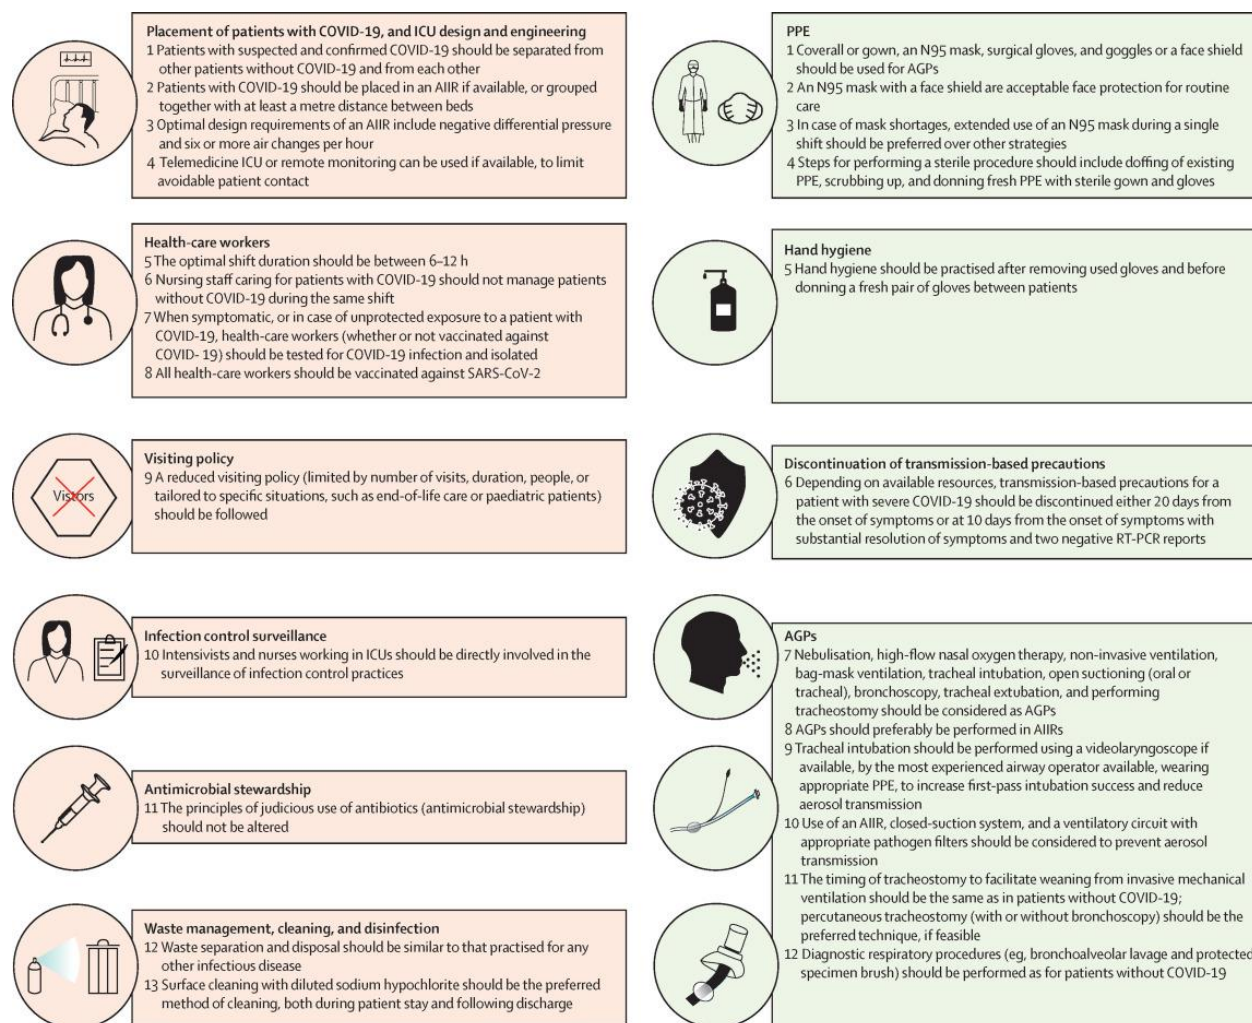 Placement of patients with COVID-19, and ICU design and engineering
1 Patients with suspected and confirmed COVID-19 should be separated from
other patients without COVID-19 and from each other
2 Patients with COVID-19 should be placed in an AIIR if available, or grouped
together with at least a metre distance between beds
3 Optimal design requirements of an AIIR include negative differential pressure
and six or more air changes per hour
4 Telemedicine ICU or remote monitoring can be used if available, to limit
avoidable patient contact
Health-care workers
5 The optimal shift duration should be between 6–12 h
6 Nursing staff caring for patients with COVID-19 should not manage patients
without COVID-19 during the same shift
7 When symptomatic, or in case of unprotected exposure to a patient with
COVID-19, health-care workers (whether or not vaccinated against
COVID- 19) should be tested for COVID-19 infection and isolated
8 All health-care workers should be vaccinated against SARS-CoV-2
Vistors
Visiting policy
9 A reduced visiting policy (limited by number of visits, duration, people, or
tailored to specific situations, such as end-of-life care or paediatric patients)
should be followed
Infection control surveillance
10 Intensivists and nurses working in ICUs should be directly involved in the
surveillance of infection control practices
Antimicrobial stewardship
11 The principles of judicious use of antibiotics (antimicrobial stewardship)
should not be altered
Waste management, cleaning, and disinfection
12 Waste separation and disposal should be similar to that practised for any
other infectious disease
13 Surface cleaning with diluted sodium hypochlorite should be the preferred
method of cleaning, both during patient stay and following discharge
PPE
1 Coverall or gown, an N95 mask, surgical gloves, and goggles or a face shield
should be used for AGPs
2 An N95 mask with a face shield are acceptable face protection for routine
care
3 In case of mask shortages, extended use of an N95 mask during a single
shift should be preferred over other strategies
4 Steps for performing a sterile procedure should include doffing of existing
PPE, scrubbing up, and donning fresh PPE with sterile gown and gloves
Hand hygiene
5 Hand hygiene should be practised after removing used gloves and before
donning a fresh pair of gloves between patients
Discontinuation of transmission-based precautions
6 Depending on available resources, transmission-based precautions for a
patient with severe COVID-19 should be discontinued either 20 days from
the onset of symptoms or at 10 days from the onset of symptoms with
substantial resolution of symptoms and two negative RT-PCR reports
AGPs
7 Nebulisation, high-flow nasal oxygen therapy, non-invasive ventilation,
bag-mask ventilation, tracheal intubation, open suctioning (oral or
tracheal), bronchoscopy, tracheal extubation, and performing
tracheostomy should be considered as AGPs
8 AGPs should preferably be performed in AIIRs
9 Tracheal intubation should be performed using a videolaryngoscope if
available, by the most experienced airway operator available, wearing
appropriate PPE, to increase first-pass intubation success and reduce
aerosol transmission
10 Use of an AIIR, closed-suction system, and a ventilatory circuit with
appropriate pathogen filters should be considered to prevent aerosol
transmission
11 The timing of tracheostomy to facilitate weaning from invasive mechanical
ventilation should be the same as in patients without COVID-19;
percutaneous tracheostomy (with or without bronchoscopy) should be the
preferred technique, if feasible
12 Diagnostic respiratory procedures (eg, bronchoalveolar lavage and protected
specimen brush) should be performed as for patients without COVID-19